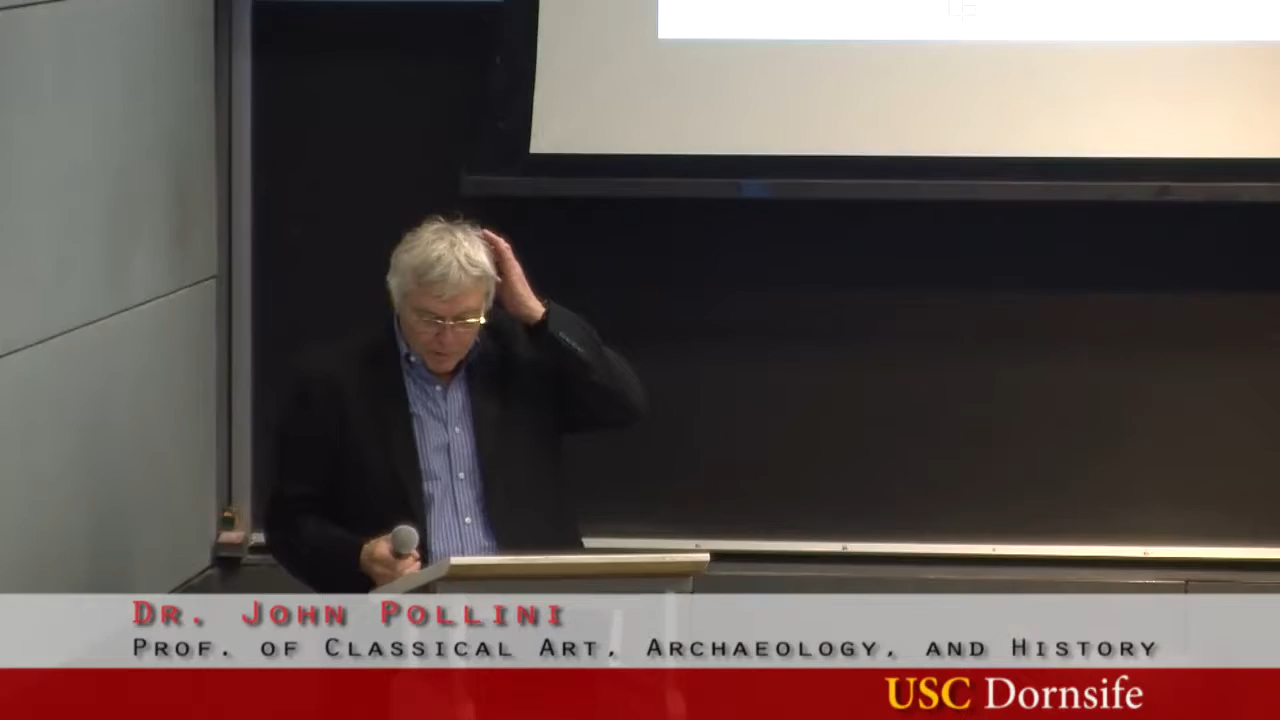 Dr. John Pollini
Prof. of Classical Art, Archaeology, and History
USC Dornsife